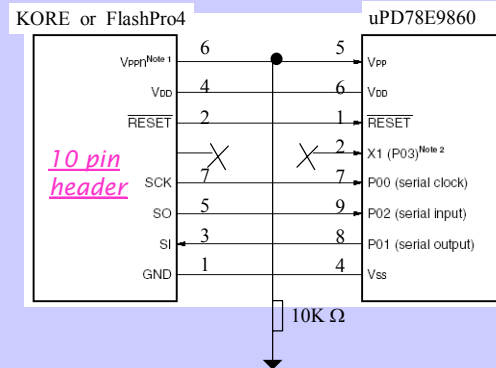 KORE or FlashPro4 uPD78E9860
VPPnNote 1 6 5 VPP
VDD 4 6 VDD
RESET 2 1 RESET
10 pin
header
2 X1 (P03)Note 2
SCK 7 7 P00 (serial clock)
SO 5 9 P02 (serial input)
SI 3 8 P01 (serial output)
GND 1 4 VSS
10K Ω